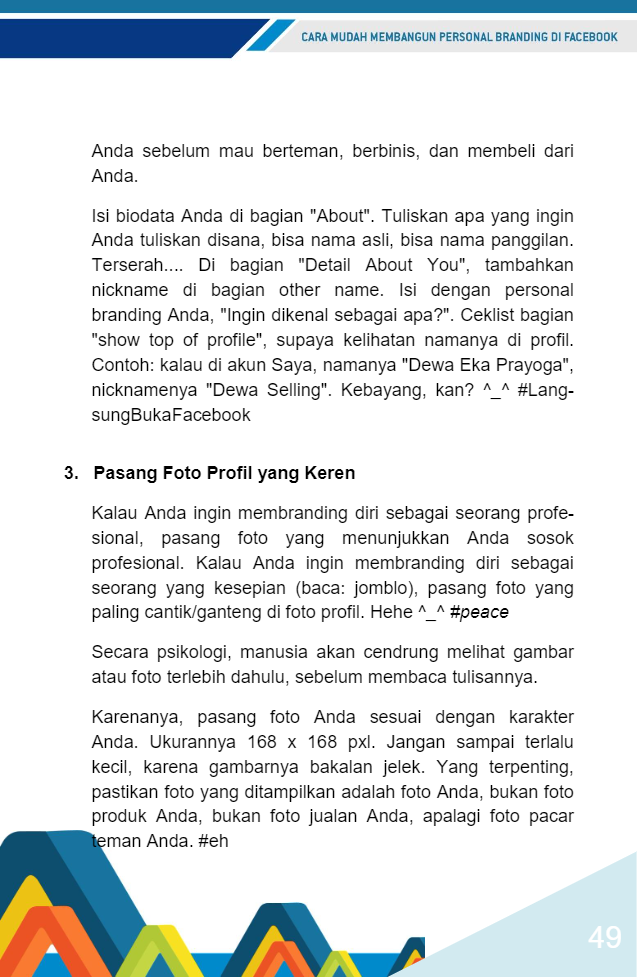 CARA MUDAH MEMBANGUN PERSONAL BRANDING DI FACEBOOK
Anda sebelum mau berteman, berbinis, dan membeli dari
Anda.
Isi biodata Anda di bagian "About". Tuliskan apa yang ingin
Anda tuliskan disana, bisa nama asli, bisa nama panggilan.
Terserah.... Di bagian "Detail About You", tambahkan
nickname di bagian other name. Isi dengan personal
branding Anda, "Ingin dikenal sebagai apa?". Ceklist bagian
"show top of profile", supaya kelihatan namanya di profil.
Contoh: kalau di akun Saya, namanya "Dewa Eka Prayoga",
nicknamenya "Dewa Selling". Kebayang, kan? ^_^ #Lang-
sungBukaFacebook
3. Pasang Foto Profil yang Keren
Kalau Anda ingin membranding diri sebagai seorang profe-
sional, pasang foto yang menunjukkan Anda sosok
profesional. Kalau Anda ingin membranding diri sebagai
seorang yang kesepian (baca: jomblo), pasang foto yang
paling cantik/ganteng di foto profil. Hehe ^_^ #peace
Secara psikologi, manusia akan cendrung melihat gambar
atau foto terlebih dahulu, sebelum membaca tulisannya.
Karenanya, pasang foto Anda sesuai dengan karakter
Anda. Ukurannya 168 x 168 pxl. Jangan sampai terlalu
kecil, karena gambarnya bakalan jelek. Yang terpenting,
pastikan foto yang ditampilkan adalah foto Anda, bukan foto
produk Anda, bukan foto jualan Anda, apalagi foto pacar
teman Anda. #eh
49